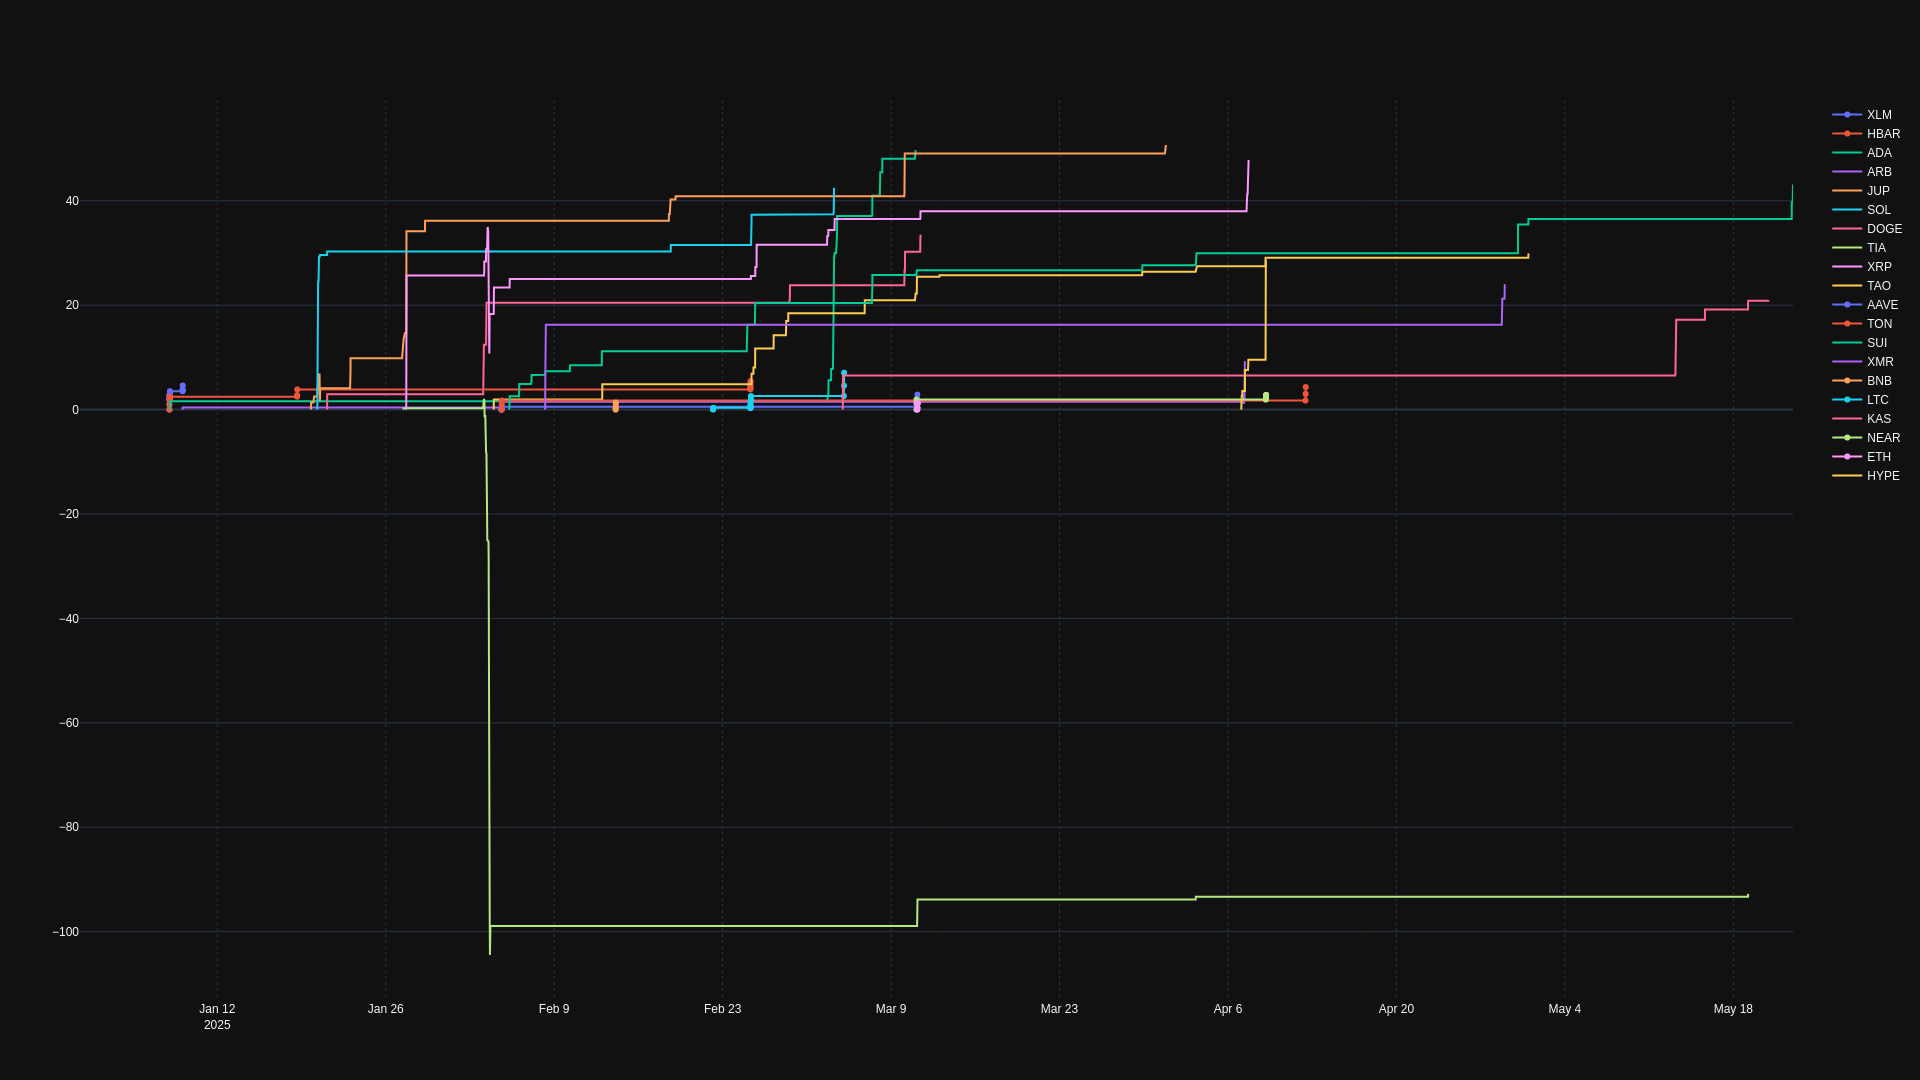 40
20
0
−20
−40
−60
−80
−100
Jan 12
2025
Jan 26
Feb 9
Feb 23
Mar 9
Mar 23
Apr 6
Apr 20
May 4
May 18
XLM
HBAR
ADA
ARB
JUP
SOL
DOGE
TIA
XRP
TAO
AAVE
TON
SUI
XMR
BNB
LTC
KAS
NEAR
ETH
HYPE